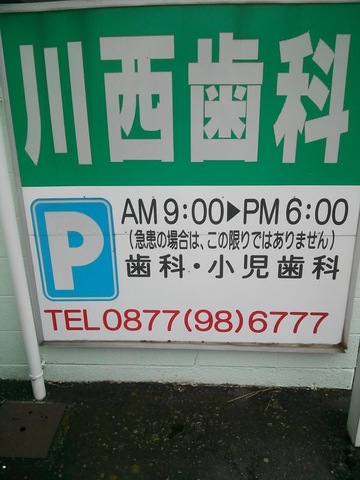 川西歯科
P
AM 9:00▶PM 6:00
(急患の場合は、この限りではありません)
歯科・小児歯科
TEL0877(98)6777